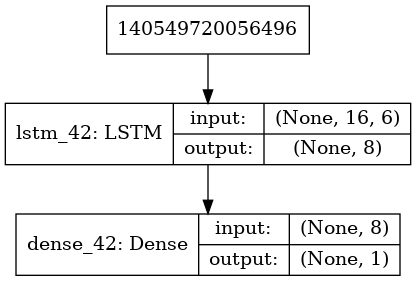 140549720056496
lstm_42: LSTM
input:
(None, 16, 6)
output:
(None, 8)
dense_42: Dense
input:
(None, 8)
output:
(None, 1)